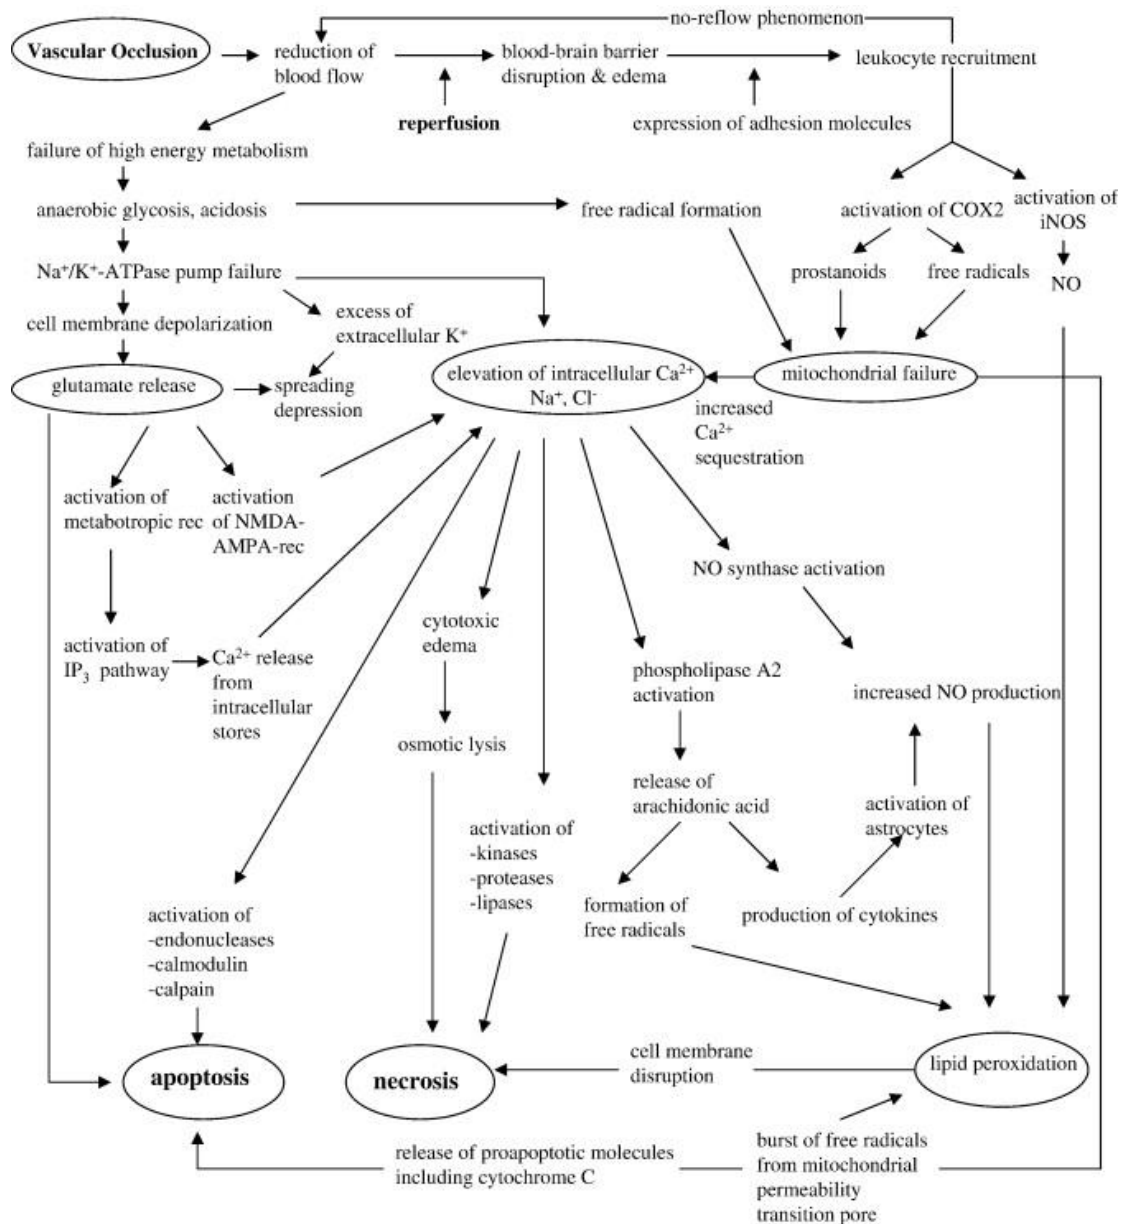 no-reflow phenomenon
Vascular Occlusion
reduction of
blood flow
blood-brain barrier
disruption & edema
leukocyte recruitment
reperfusion
expression of adhesion molecules
failure of high energy metabolism
anaerobic glycosis, acidosis
free radical formation
activation of COX2
activation of
iNOS
Na⁺/K⁺-ATPase pump failure
prostanoids
free radicals
NO
cell membrane depolarization
excess of
extracellular K⁺
glutamate release
spreading
depression
elevation of intracellular Ca²⁺
Na⁺, Cl⁻
mitochondrial failure
increased
Ca²⁺
sequestration
activation of
metabotropic rec
activation
of NMDA-
AMPA-rec
NO synthase activation
cytotoxic
edema
activation of
IP₃ pathway
Ca²⁺ release
from
intracellular
stores
phospholipase A2
activation
increased NO production
osmotic lysis
release of
arachidonic acid
activation of
astrocytes
activation of
-kinases
-proteases
-lipases
formation of
free radicals
production of cytokines
activation of
-endonucleases
-calmodulin
-calpain
apoptosis
necrosis
cell membrane
disruption
lipid peroxidation
release of proapoptotic molecules
including cytochrome C
burst of free radicals
from mitochondrial
permeability
transition pore